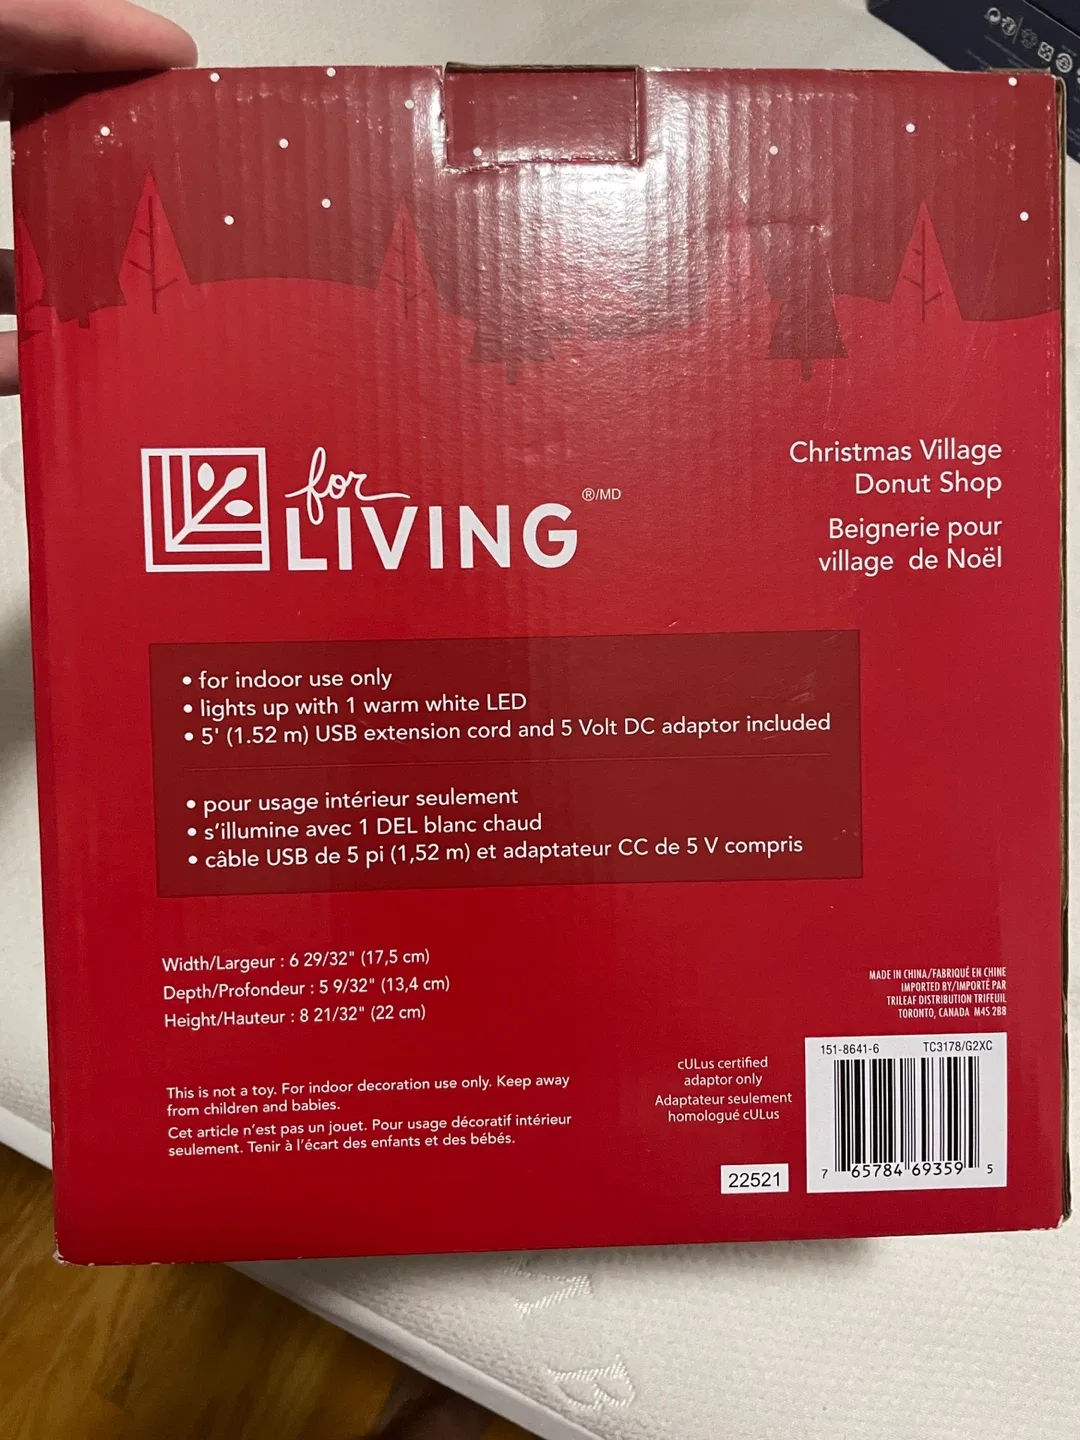 for
LIVING ®/MD
Christmas Village
Donut Shop
Beignerie pour
village de Noël
• for indoor use only
• lights up with 1 warm white LED
• 5' (1.52 m) USB extension cord and 5 Volt DC adaptor included
• pour usage intérieur seulement
• s'illumine avec 1 DEL blanc chaud
• câble USB de 5 pi (1,52 m) et adaptateur CC de 5 V compris
Width/Largeur : 6 29/32" (17,5 cm)
Depth/Profondeur : 5 9/32" (13,4 cm)
Height/Hauteur : 8 21/32" (22 cm)
MADE IN CHINA/FABRIQUÉ EN CHINE
IMPORTED BY/IMPORTÉ PAR
TRILEAF DISTRIBUTION TRIFEUIL
TORONTO, CANADA M4S 2B8
This is not a toy. For indoor decoration use only. Keep away
from children and babies.
Cet article n'est pas un jouet. Pour usage décoratif intérieur
seulement. Tenir à l'écart des enfants et des bébés.
cULus certified
adaptor only
Adaptateur seulement
homologué cULus
22521
151-8641-6 TC3178/G2XC
7 65784 69359 5